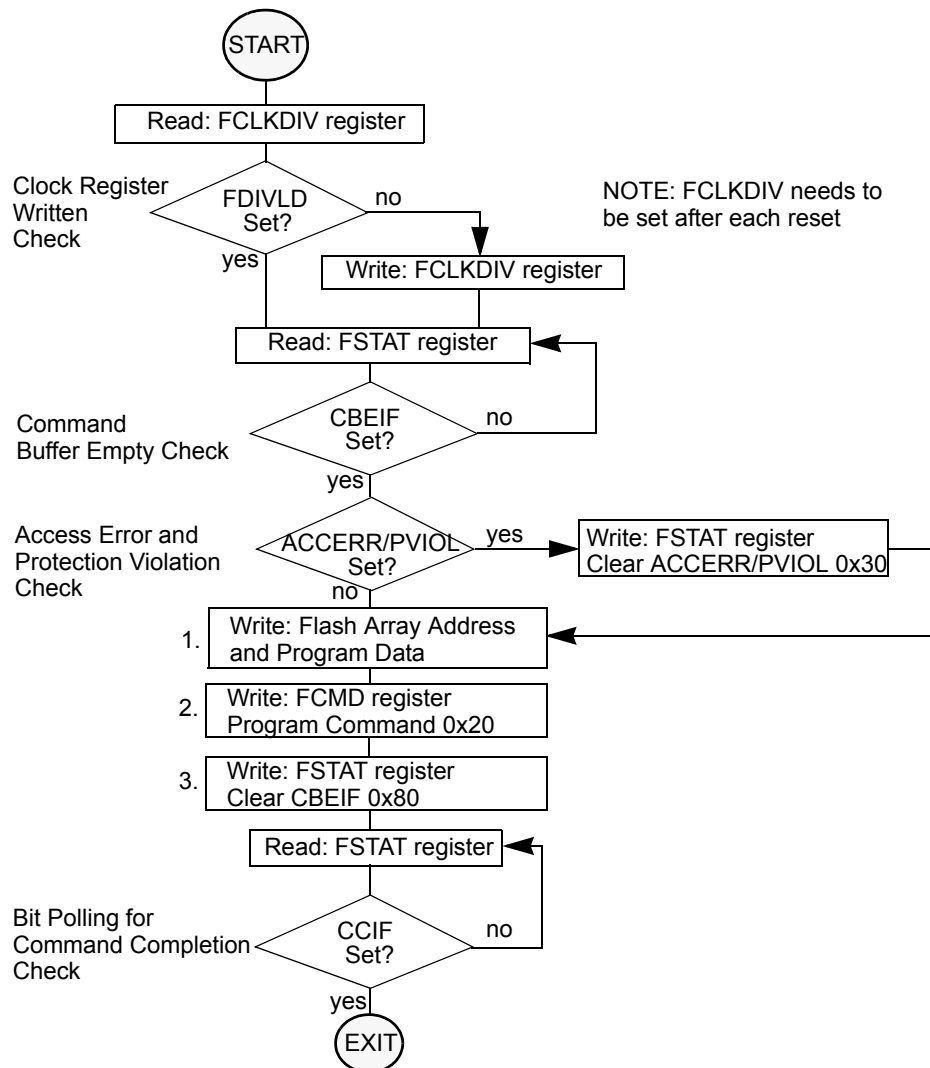 START
Read: FCLKDIV register
Clock Register
Written
Check
FDIVLD
Set?
no
yes
NOTE: FCLKDIV needs to
be set after each reset
Write: FCLKDIV register
Read: FSTAT register
Command
Buffer Empty Check
CBEIF
Set?
no
yes
Access Error and
Protection Violation
Check
ACCERR/PVIOL
Set?
yes
no
Write: FSTAT register
Clear ACCERR/PVIOL 0x30
1.
Write: Flash Array Address
and Program Data
2.
Write: FCMD register
Program Command 0x20
3.
Write: FSTAT register
Clear CBEIF 0x80
Read: FSTAT register
Bit Polling for
Command Completion
Check
CCIF
Set?
no
yes
EXIT